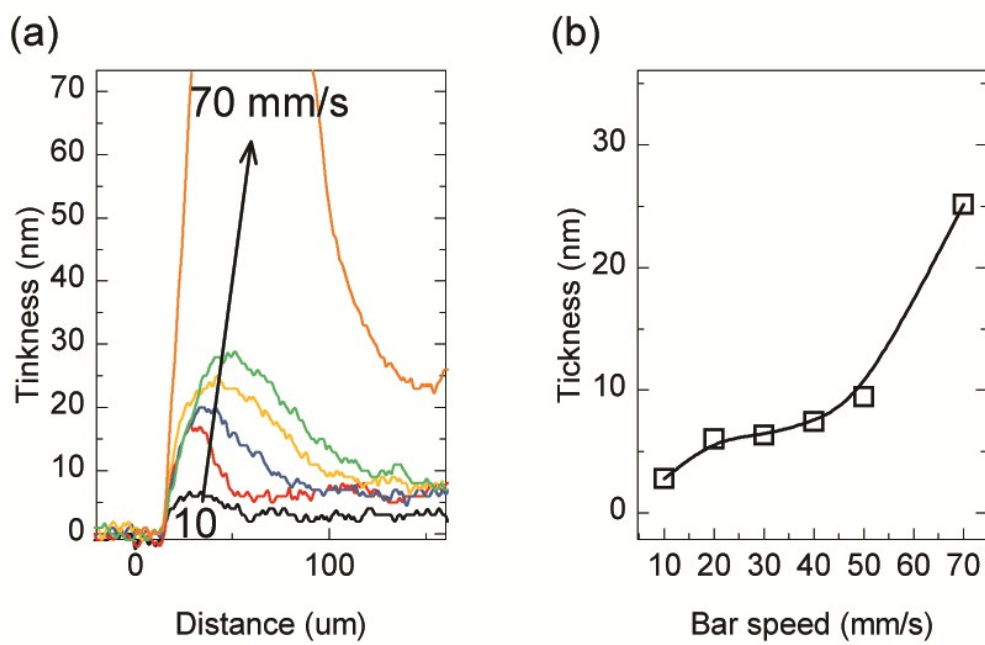 (a)
70
60
50
40
30
20
10
0
Tinkness (nm)
70 mm/s
10
0
100
Distance (um)
(b)
30
20
10
0
Tickness (nm)
10 20 30 40 50 60 70
Bar speed (mm/s)